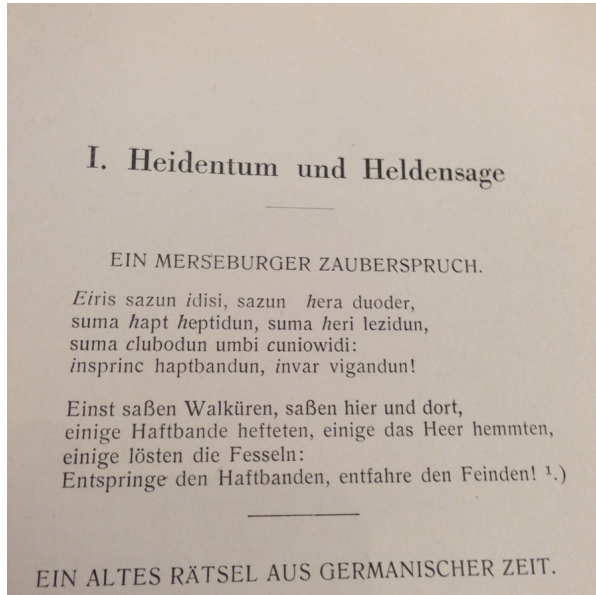 I. Heidentum und Heldensage
EIN MERSEBURGER ZAUBERSPRUCH.
Eiris sazun idisi, sazun hera duoder,
suma hapt heptidun, suma heri lezidun,
suma clubodun umbi cuniowidi:
insprinc haptbandun, invar vigandun!
Einst saßen Walküren, saßen hier und dort,
einige Haftbande hefteten, einige das Heer hemmten,
einige lösten die Fesseln:
Entspringe den Haftbanden, entfahre den Feinden! ¹.)
EIN ALTES RÄTSEL AUS GERMANISCHER ZEIT.